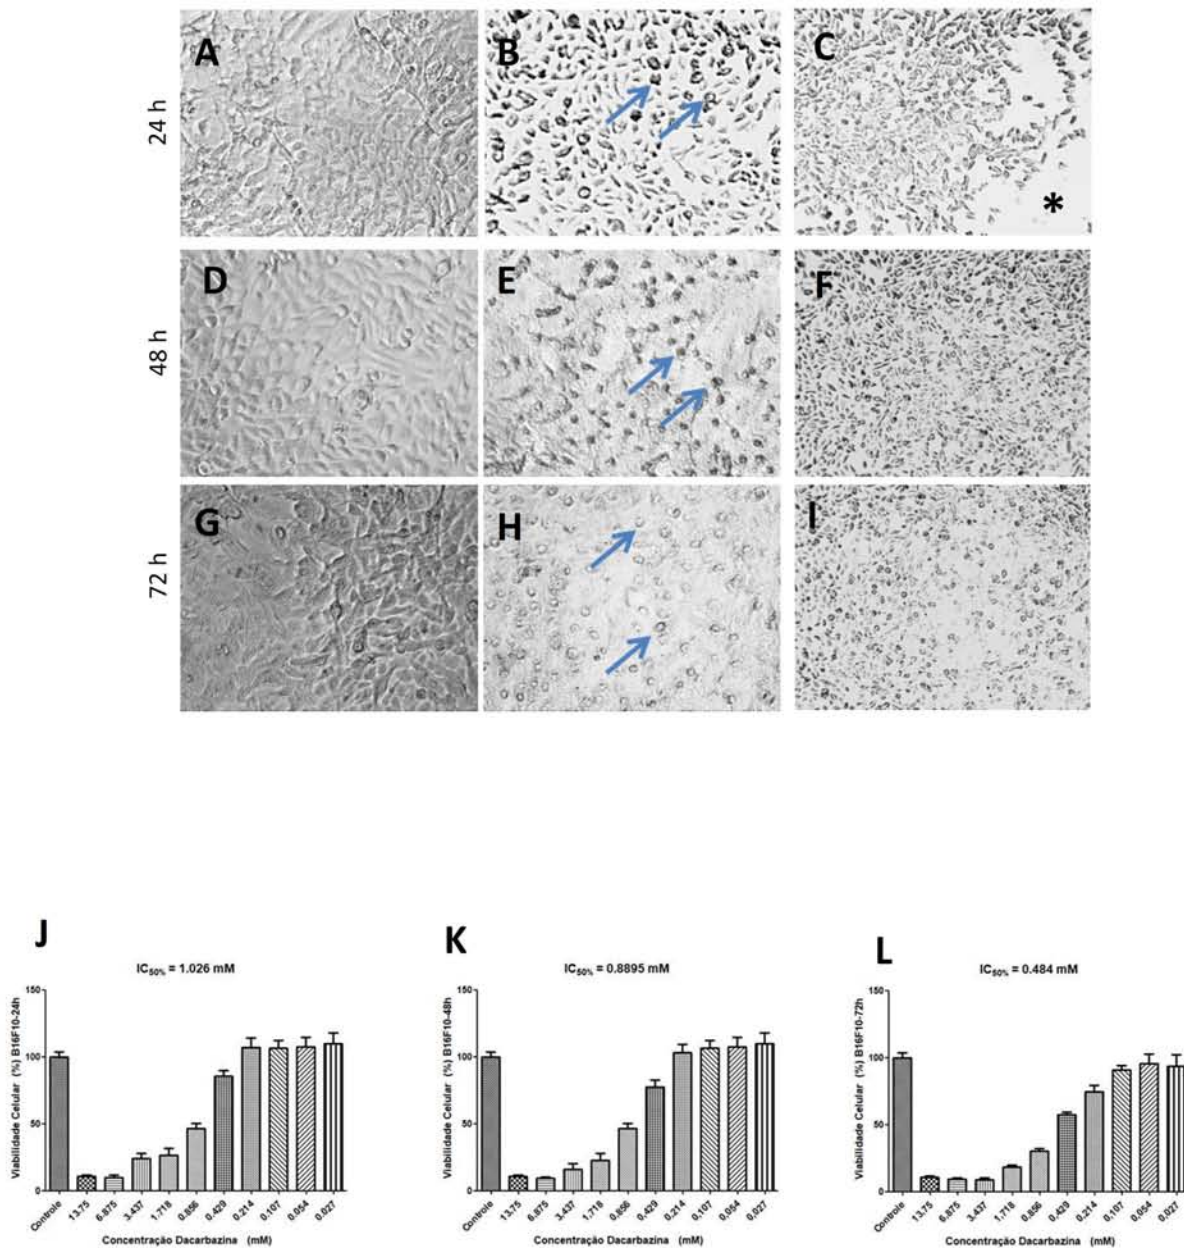 A
B
C
24 h
*
D
E
F
48 h
G
H
I
72 h
J
IC50% = 1.026 mM
Viabilidade Celular (%) B16F10-24h
150
100
50
0
Controle
13.75
6.875
3.437
1.718
0.856
0.429
0.214
0.107
0.054
0.027
Concentração Dacarbazina (mM)
K
IC50% = 0.8895 mM
Viabilidade Celular (%) B16F10-48h
150
100
50
0
Controle
13.75
6.875
3.437
1.718
0.856
0.429
0.214
0.107
0.054
0.027
Concentração Dacarbazina (mM)
L
IC50% = 0.484 mM
Viabilidade Celular (%) B16F10-72h
150
100
50
0
Controle
13.75
6.875
3.437
1.718
0.856
0.429
0.214
0.107
0.054
0.027
Concentração Dacarbazina (mM)